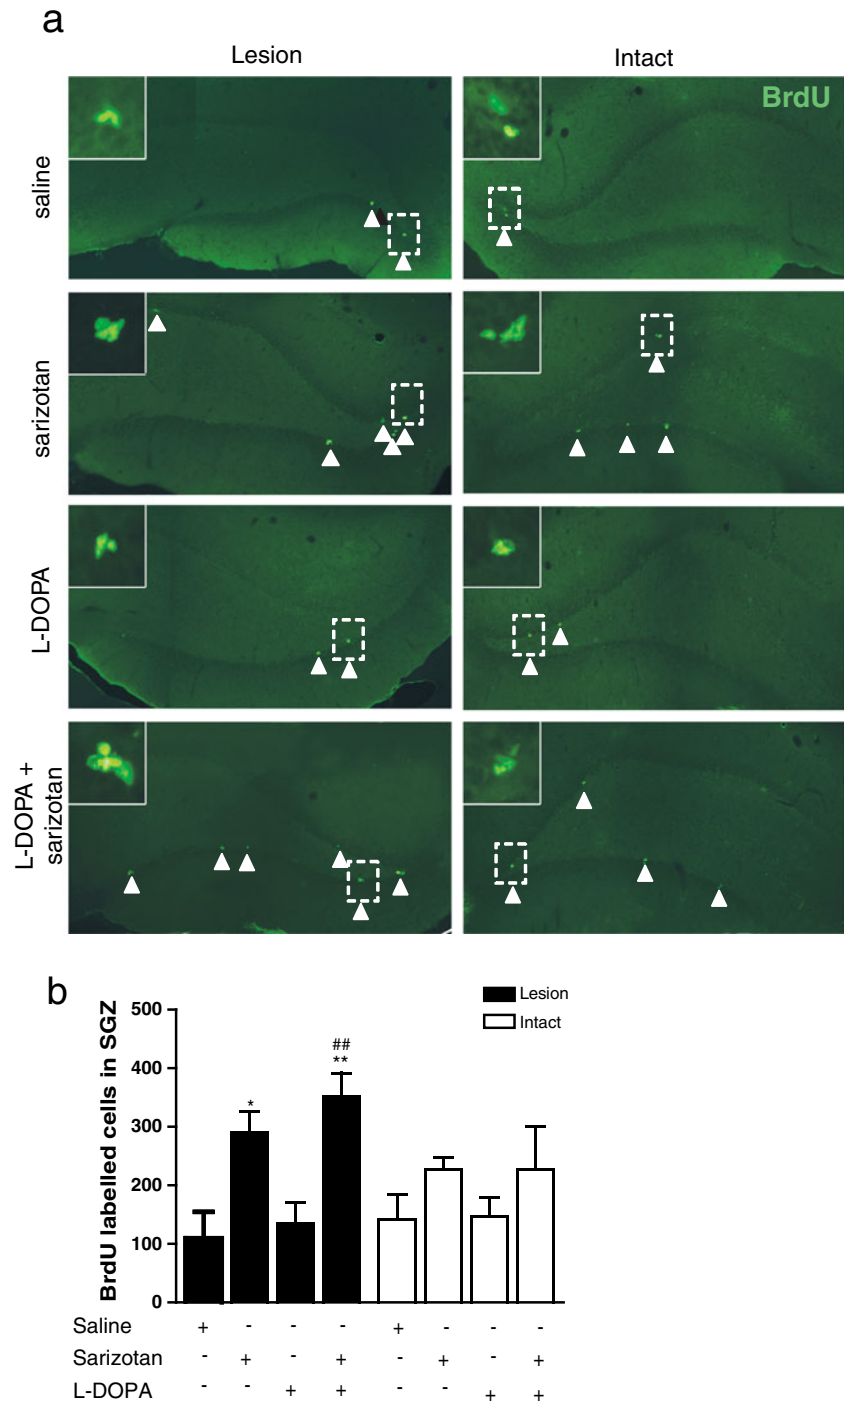 a
Lesion
Intact
BrdU
saline
sarizotan
L-DOPA
L-DOPA +
sarizotan
b
BrdU labelled cells in SGZ
500
400
300
200
100
0
Lesion
Intact
*
##
**
Saline + - - - + - - -
Sarizotan - + - + - + - +
L-DOPA - - + + - - + +